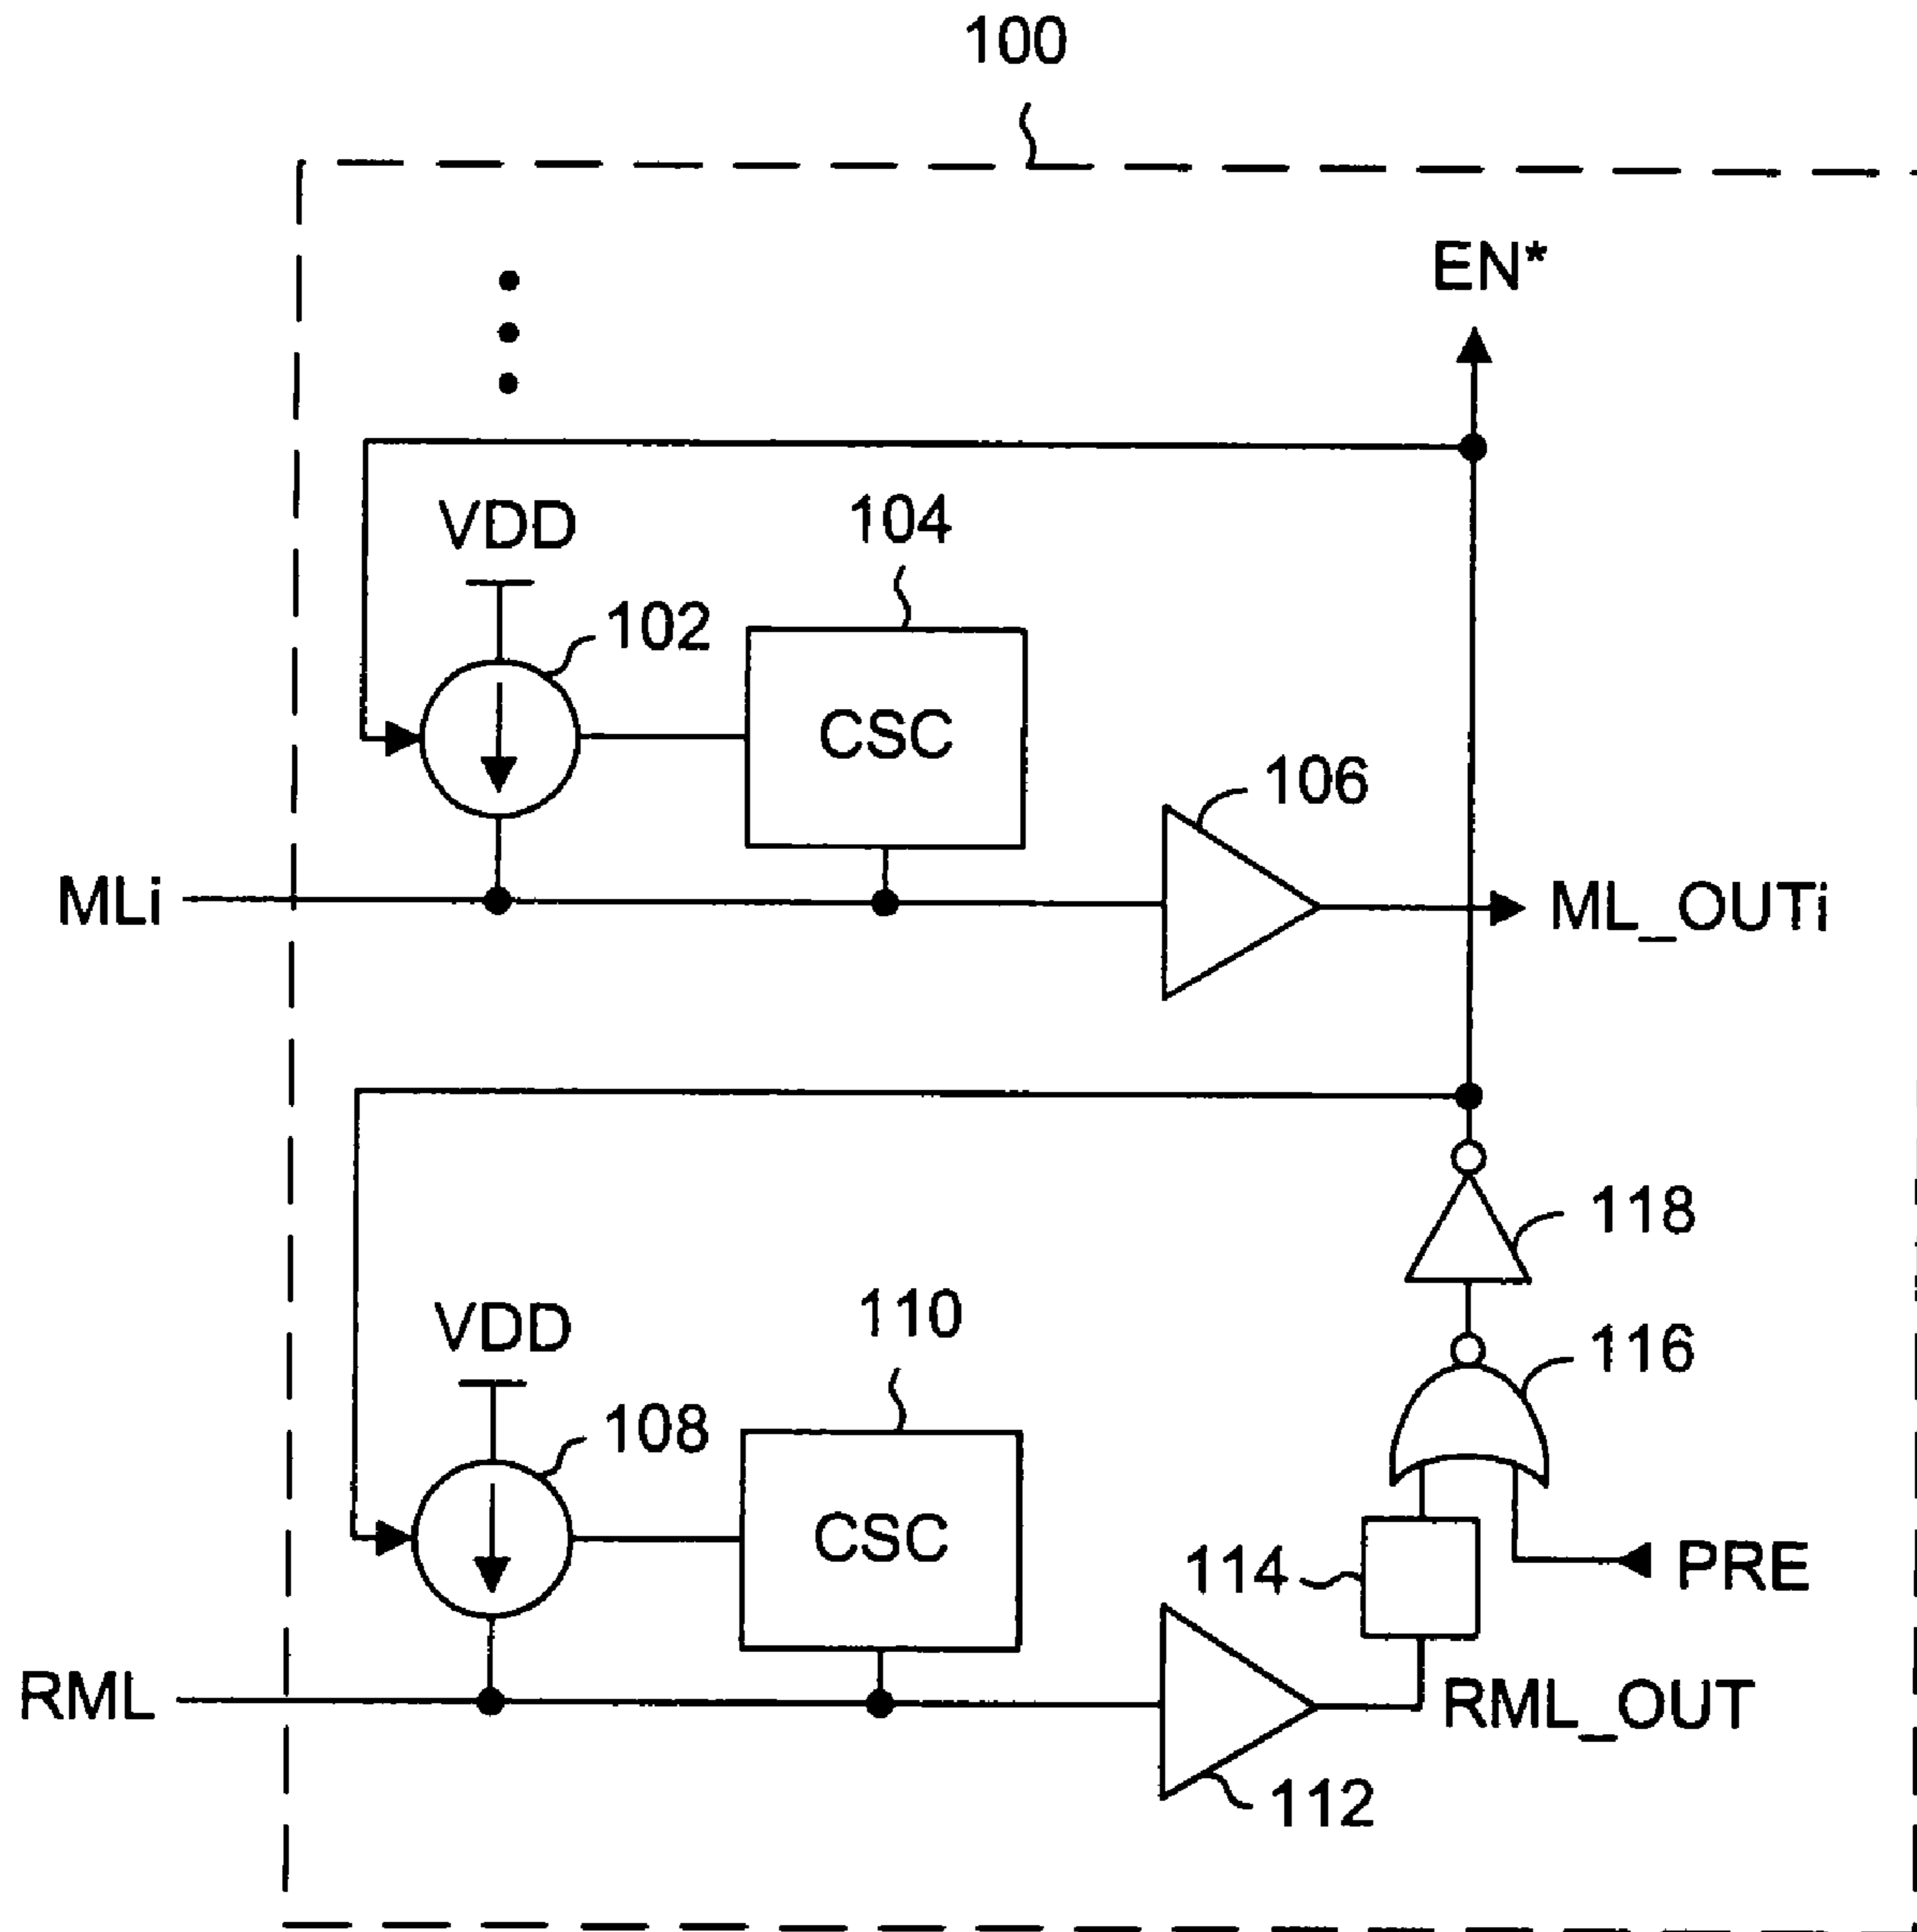 100
EN*
VDD
104
102
CSC
106
MLi
ML_OUTi
118
VDD
110
116
108
CSC
114
PRE
RML
RML_OUT
112